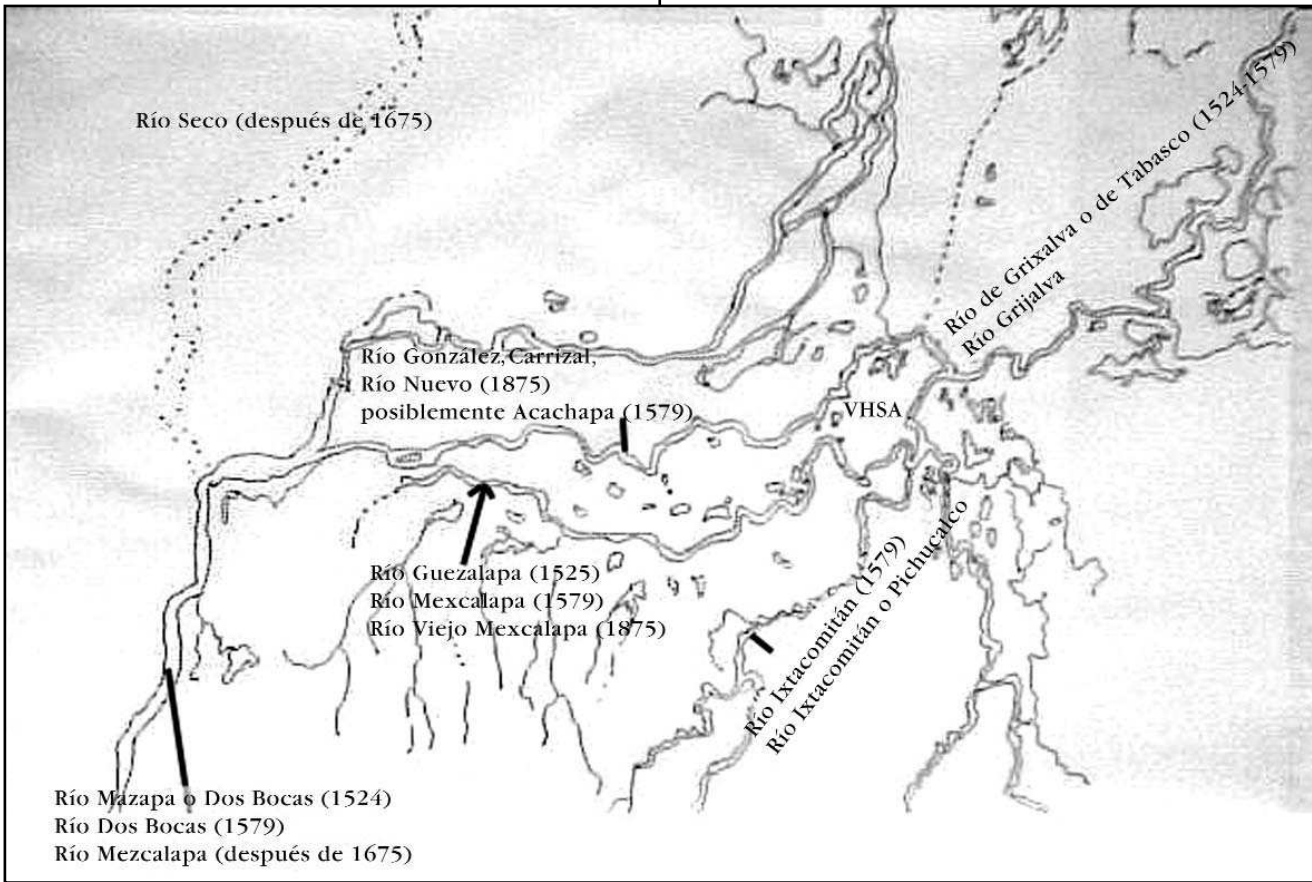 Río Seco (después de 1675)
Río de Grixalva o de Tabasco (1524-1579)
Río Grijalva
Río González, Carrizal,
Río Nuevo (1875)
posiblemente Acachapa (1579)
VHSA
Río Guezalapa (1525)
Río Mexcalapa (1579)
Río Viejo Mexcalapa (1875)
Río Ixtacomitán (1579)
Río Ixtacomitán o Pichucalco
Río Mazapa o Dos Bocas (1524)
Río Dos Bocas (1579)
Río Mezcalapa (después de 1675)